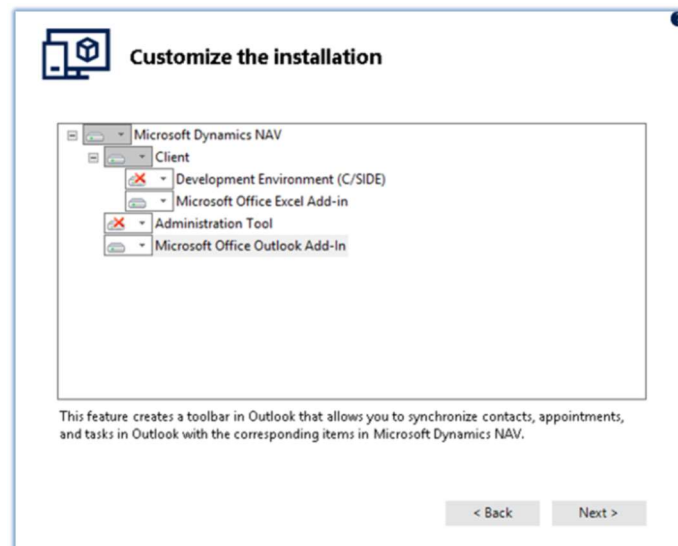 Customize the installation
Microsoft Dynamics NAV
Client
Development Environment (C/SIDE)
Microsoft Office Excel Add-in
Administration Tool
Microsoft Office Outlook Add-In
This feature creates a toolbar in Outlook that allows you to synchronize contacts, appointments,
and tasks in Outlook with the corresponding items in Microsoft Dynamics NAV.
< Back Next >